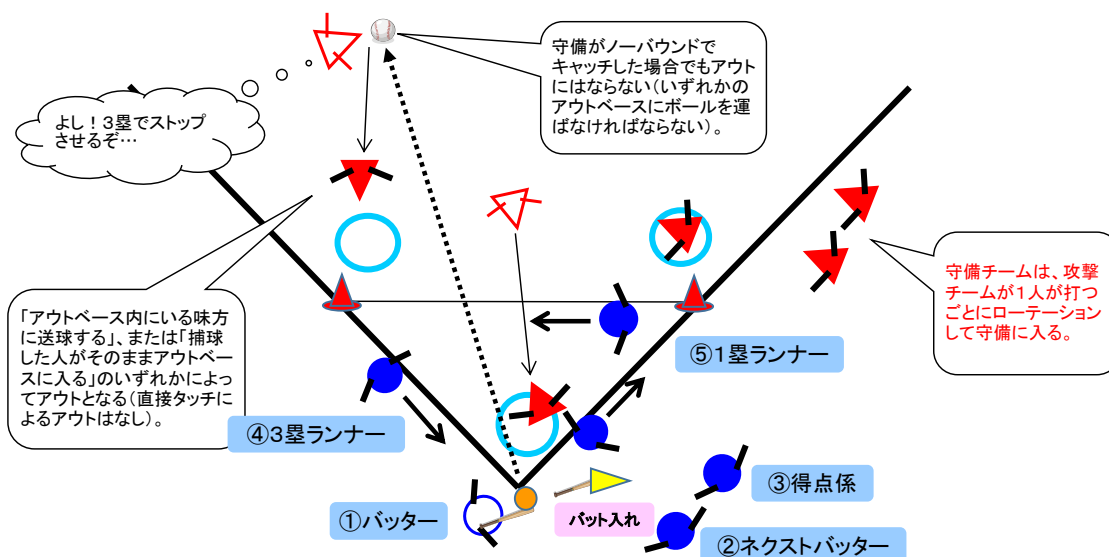 守備がノーバウンドで
キャッチした場合でもアウト
にはならない(いずれかの
アウトベースにボールを運
ばなければならない)。
よし！３塁でストップ
させるぞ…
守備チームは、攻撃
チームが１人が打つ
ごとにローテーション
して守備に入る。
「アウトベース内にいる味方
に送球する」、または「捕球
した人がそのままアウトベー
スに入る」のいずれかによっ
てアウトとなる(直接タッチに
よるアウトはなし)。
⑤１塁ランナー
④３塁ランナー
③得点係
①バッター
バット入れ
②ネクストバッター